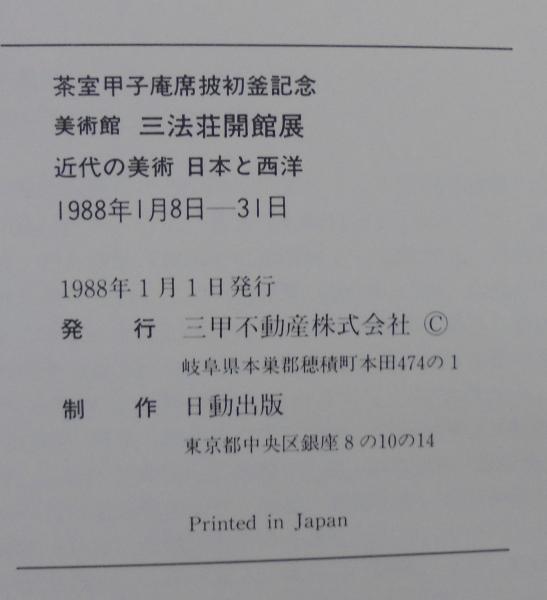 茶室甲子庵席披初釜記念
美術館 三法荘開館展
近代の美術 日本と西洋
1988年1月8日—31日
1988年1月1日発行
発 行 三甲不動産株式会社 ©
岐阜県本巣郡穂積町本田474の1
制 作 日動出版
東京都中央区銀座8の10の14
Printed in Japan